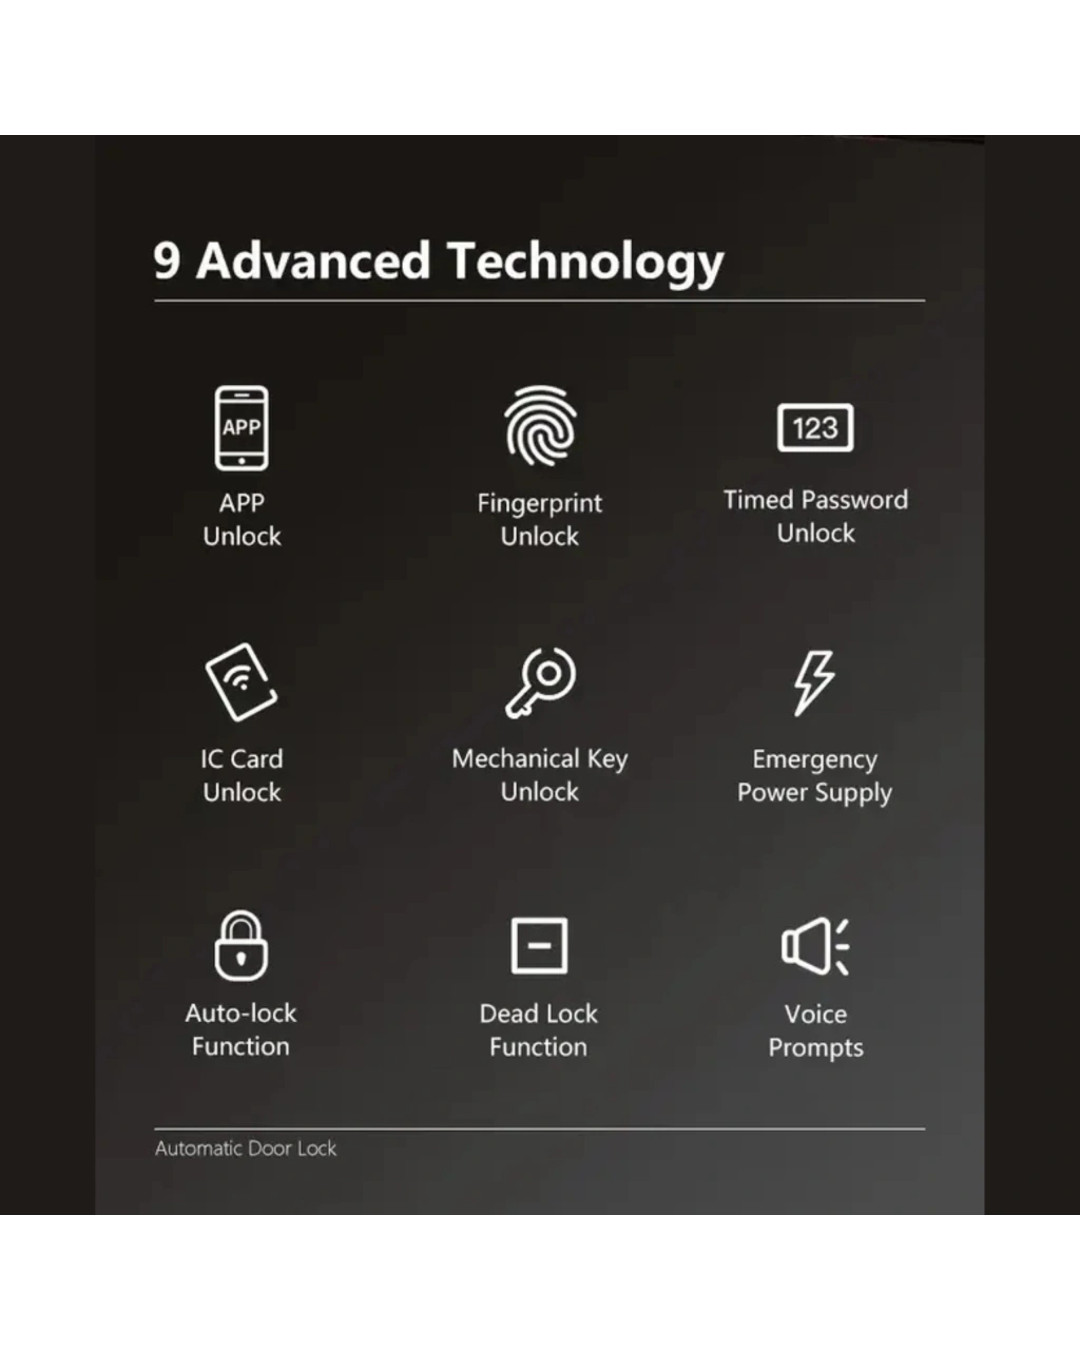 9 Advanced Technology
APP
APP
Unlock
Fingerprint
Unlock
123
Timed Password
Unlock
IC Card
Unlock
Mechanical Key
Unlock
Emergency
Power Supply
Auto-lock
Function
Dead Lock
Function
Voice
Prompts
Automatic Door Lock